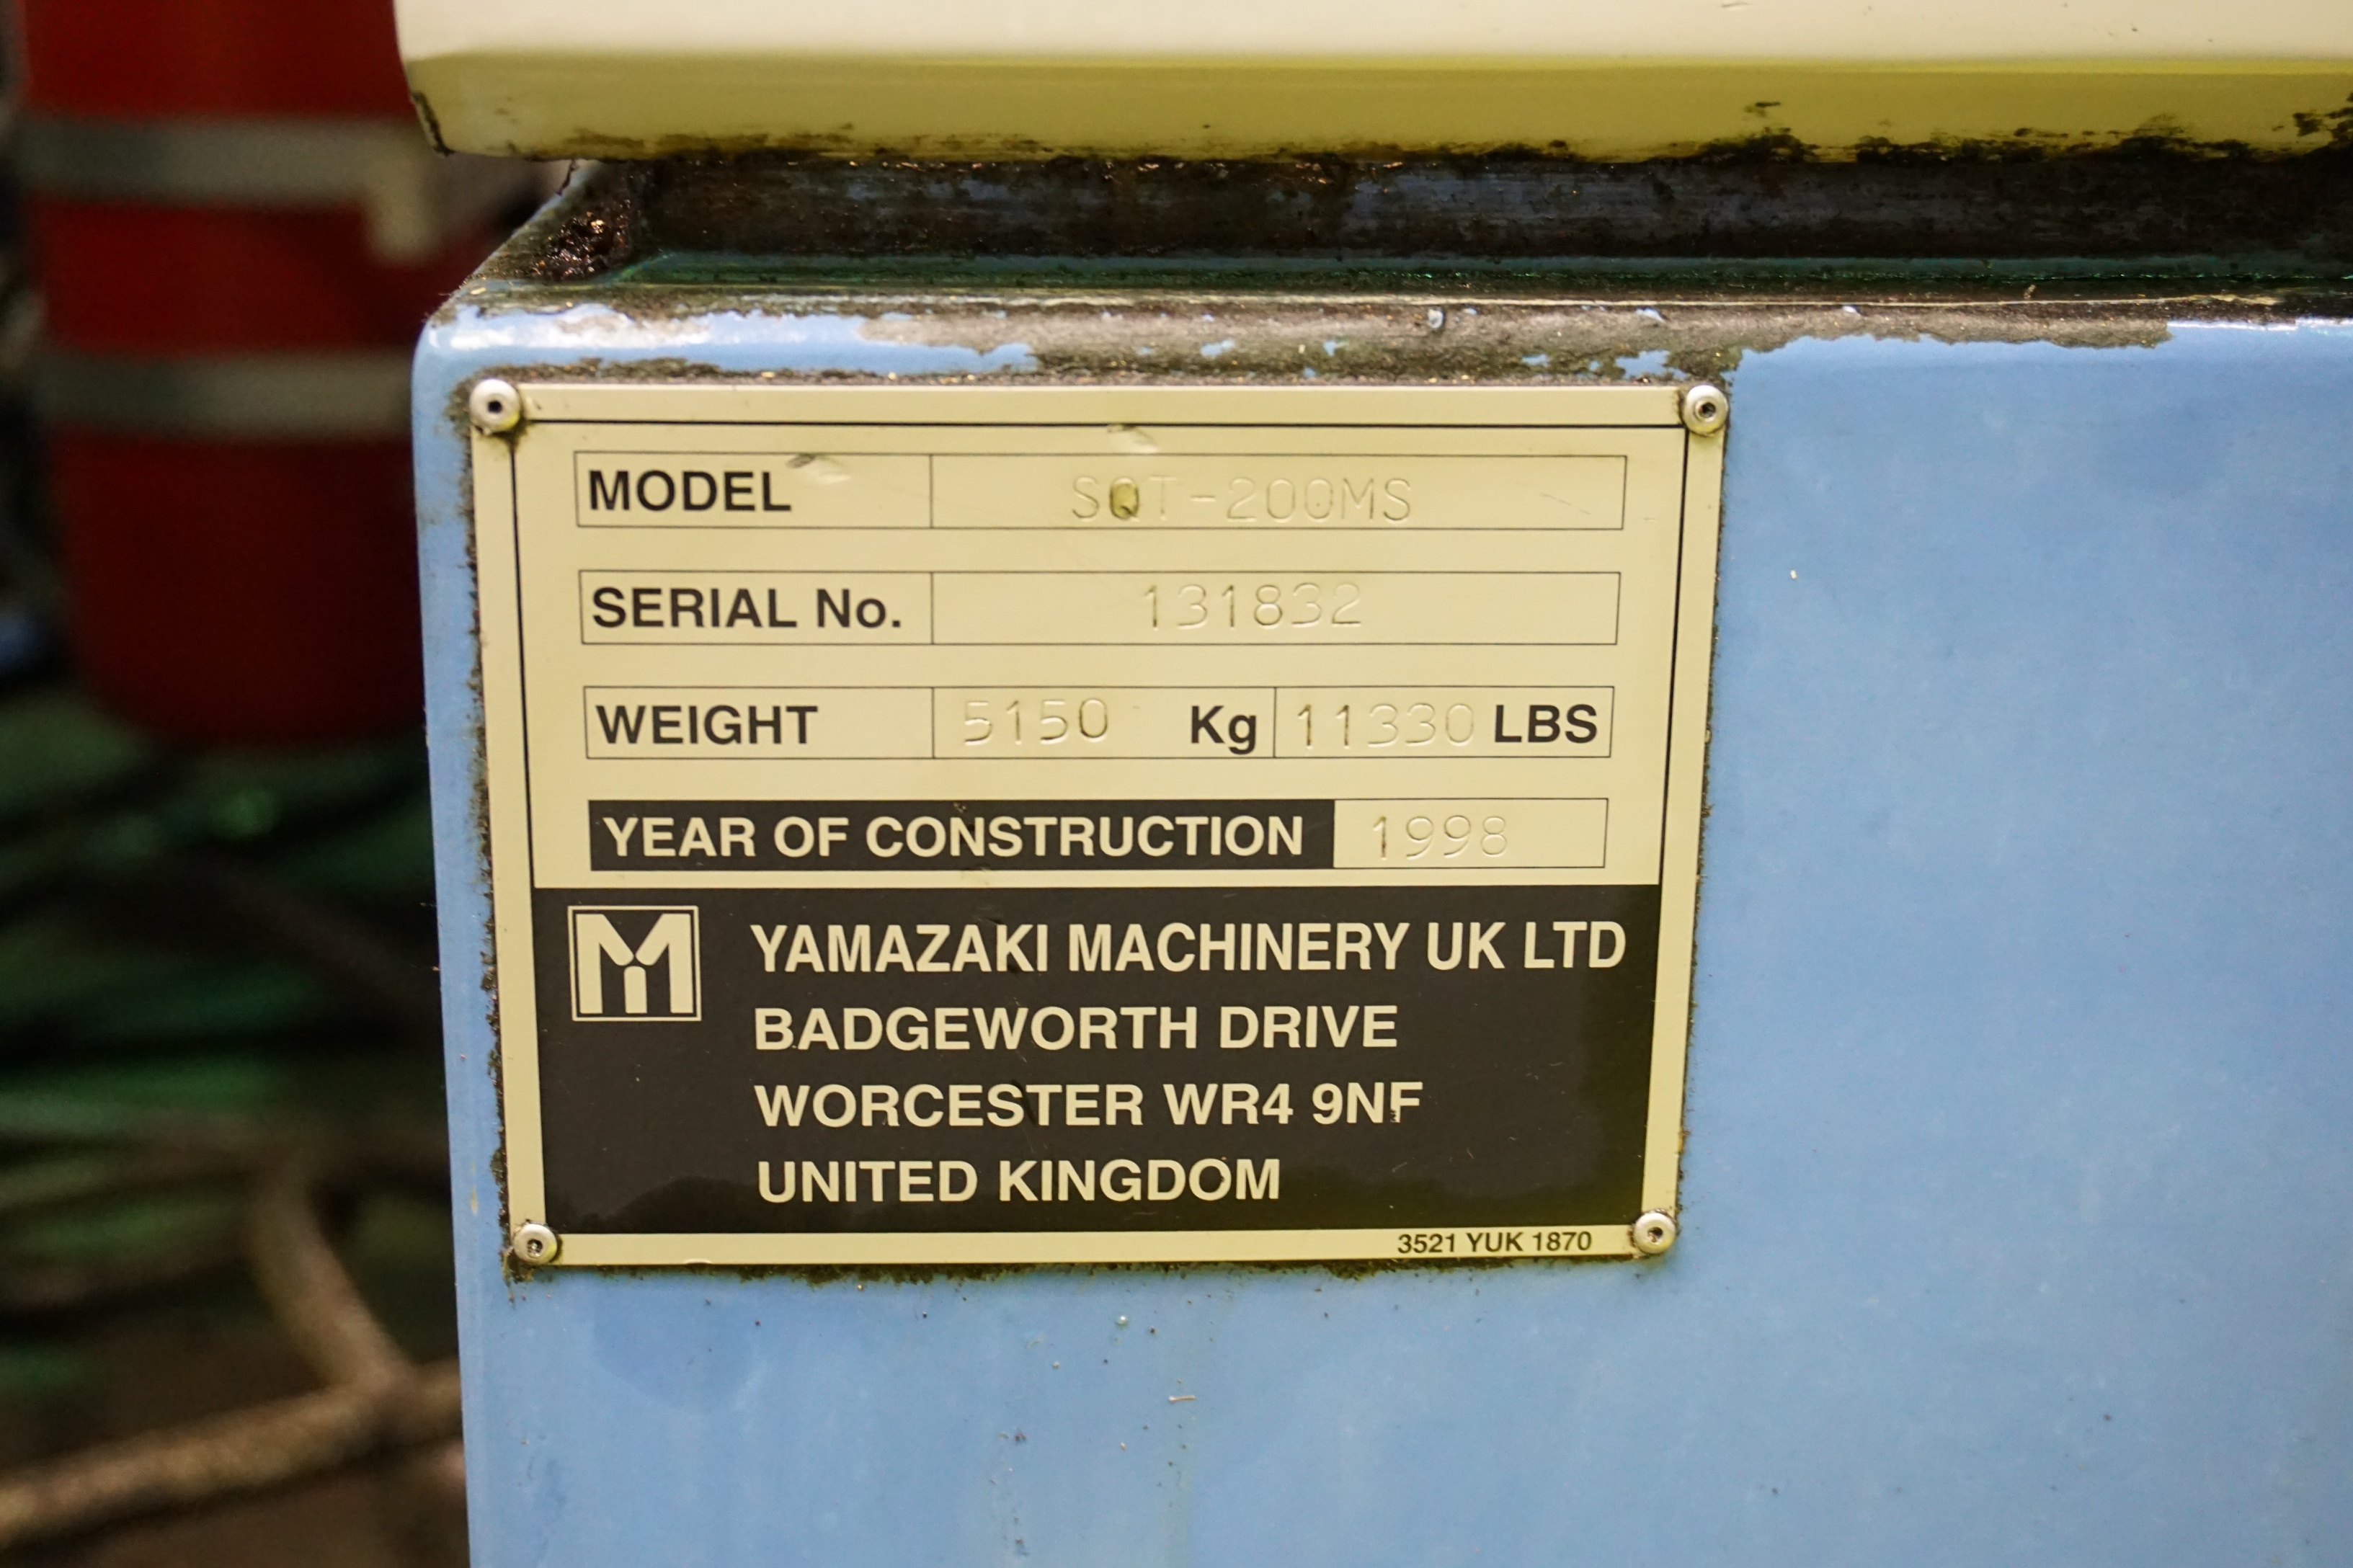 MODEL SQT-200MS
SERIAL No. 131832
WEIGHT 5150 Kg 11330 LBS
YEAR OF CONSTRUCTION 1998
YAMAZAKI MACHINERY UK LTD
BADGEWORTH DRIVE
WORCESTER WR4 9NF
UNITED KINGDOM
3521 YUK 1870